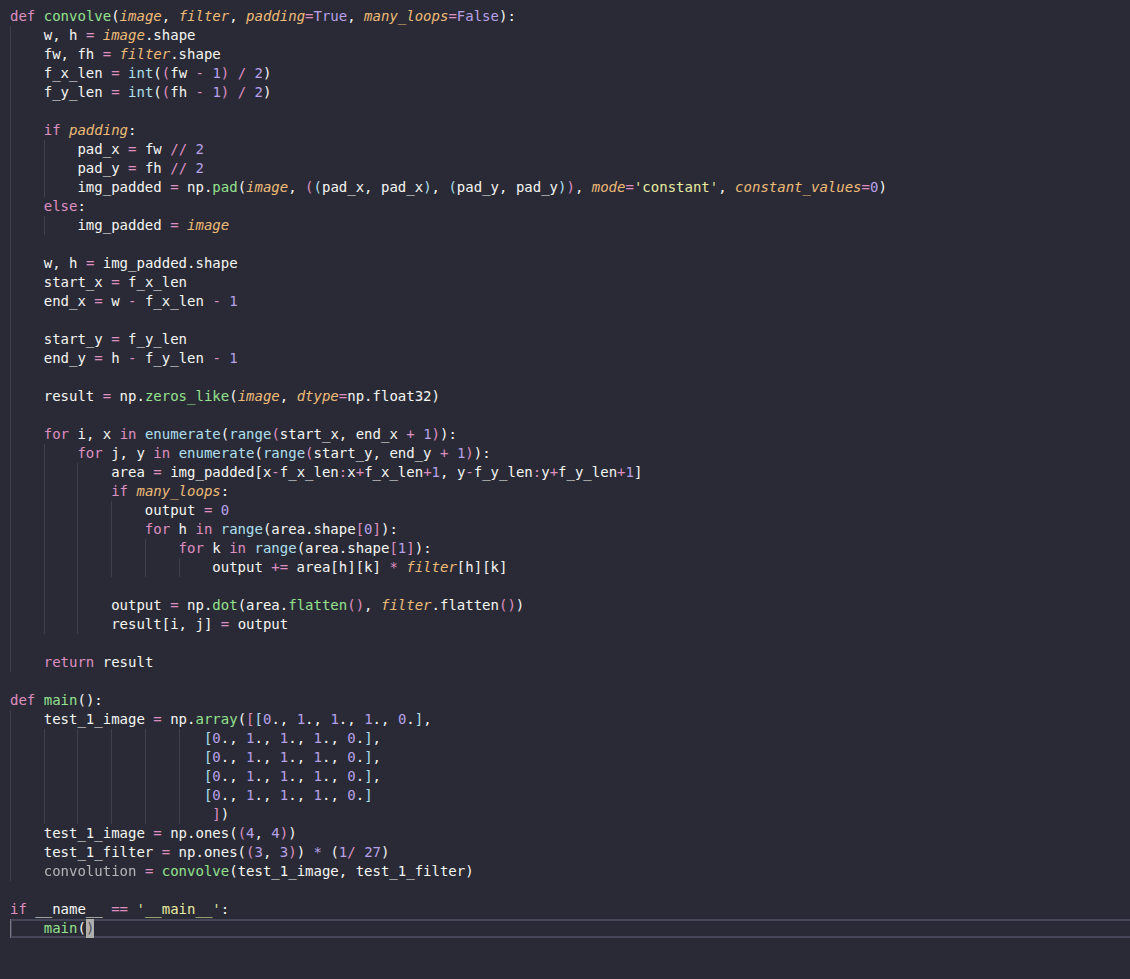 def convolve(image, filter, padding=True, many_loops=False):
    w, h = image.shape
    fw, fh = filter.shape
    f_x_len = int((fw - 1) / 2)
    f_y_len = int((fh - 1) / 2)

    if padding:
        pad_x = fw // 2
        pad_y = fh // 2
        img_padded = np.pad(image, ((pad_x, pad_x), (pad_y, pad_y)), mode='constant', constant_values=0)
    else:
        img_padded = image

    w, h = img_padded.shape
    start_x = f_x_len
    end_x = w - f_x_len - 1

    start_y = f_y_len
    end_y = h - f_y_len - 1

    result = np.zeros_like(image, dtype=np.float32)

    for i, x in enumerate(range(start_x, end_x + 1)):
        for j, y in enumerate(range(start_y, end_y + 1)):
            area = img_padded[x-f_x_len:x+f_x_len+1, y-f_y_len:y+f_y_len+1]
            if many_loops:
                output = 0
                for h in range(area.shape[0]):
                    for k in range(area.shape[1]):
                        output += area[h][k] * filter[h][k]

            output = np.dot(area.flatten(), filter.flatten())
            result[i, j] = output

    return result

def main():
    test_1_image = np.array([[0., 1., 1., 1., 0.],
                       [0., 1., 1., 1., 0.],
                       [0., 1., 1., 1., 0.],
                       [0., 1., 1., 1., 0.],
                       [0., 1., 1., 1., 0.]
                        ])
    test_1_image = np.ones((4, 4))
    test_1_filter = np.ones((3, 3)) * (1/ 27)
    convolution = convolve(test_1_image, test_1_filter)

if __name__ == '__main__':
    main()